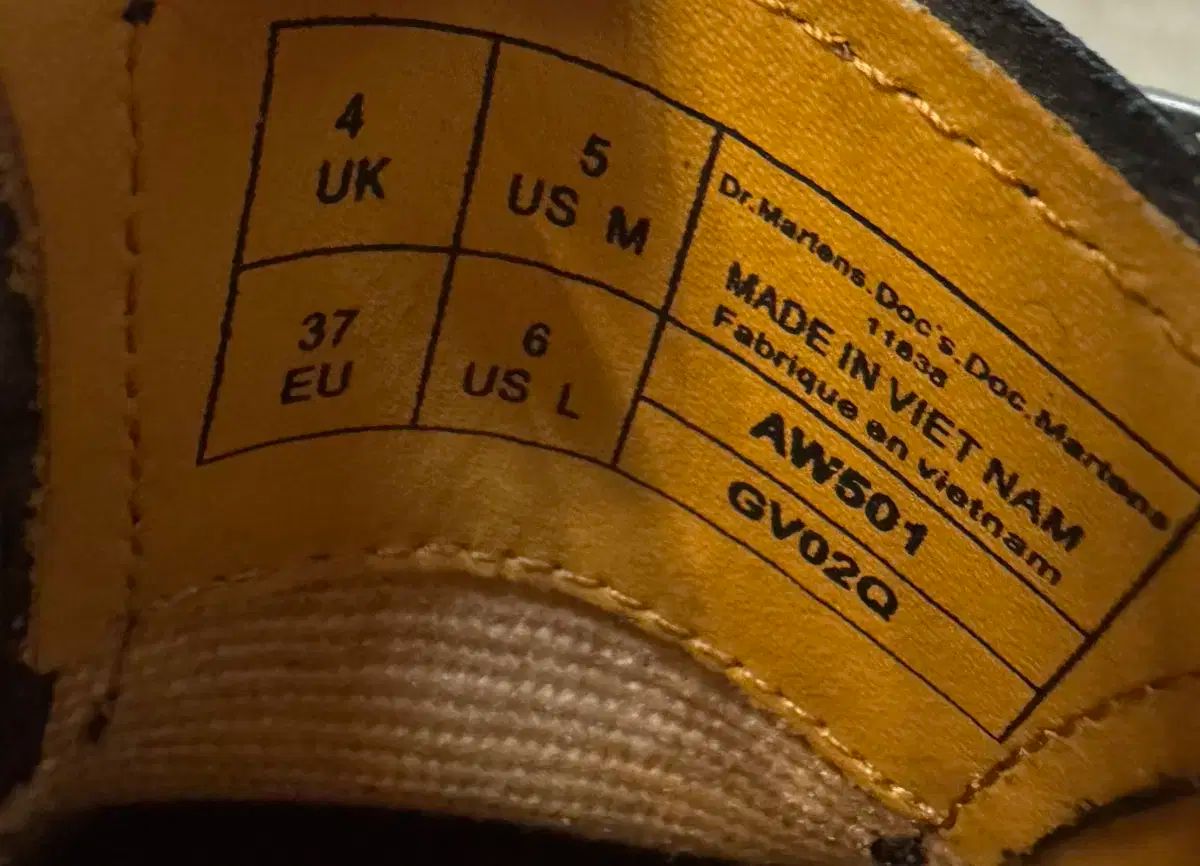 4
UK
5
US M
37
EU
6
US L
Dr.Martens.Doc's.Doc.Martens
11838
MADE IN VIET NAM
Fabrique en vietnam
AW501
GV02Q